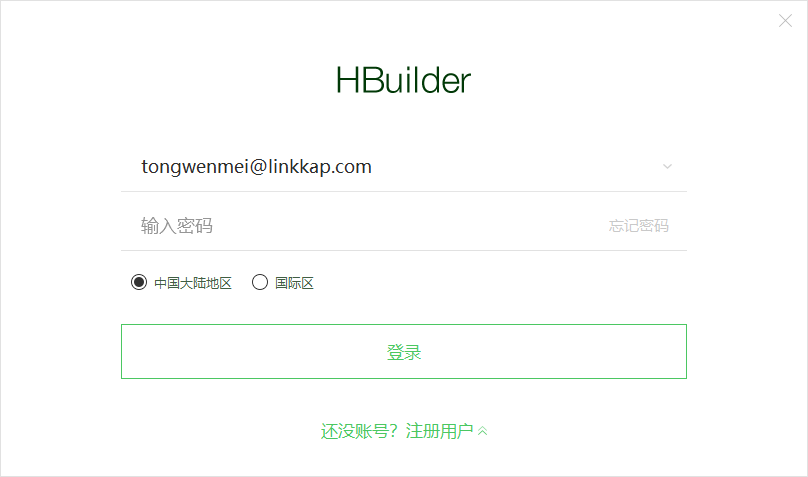 HBuilder
tongwenmei@linkkap.com
输入密码 忘记密码
中国大陆地区 国际区
登录
还没账号？注册用户